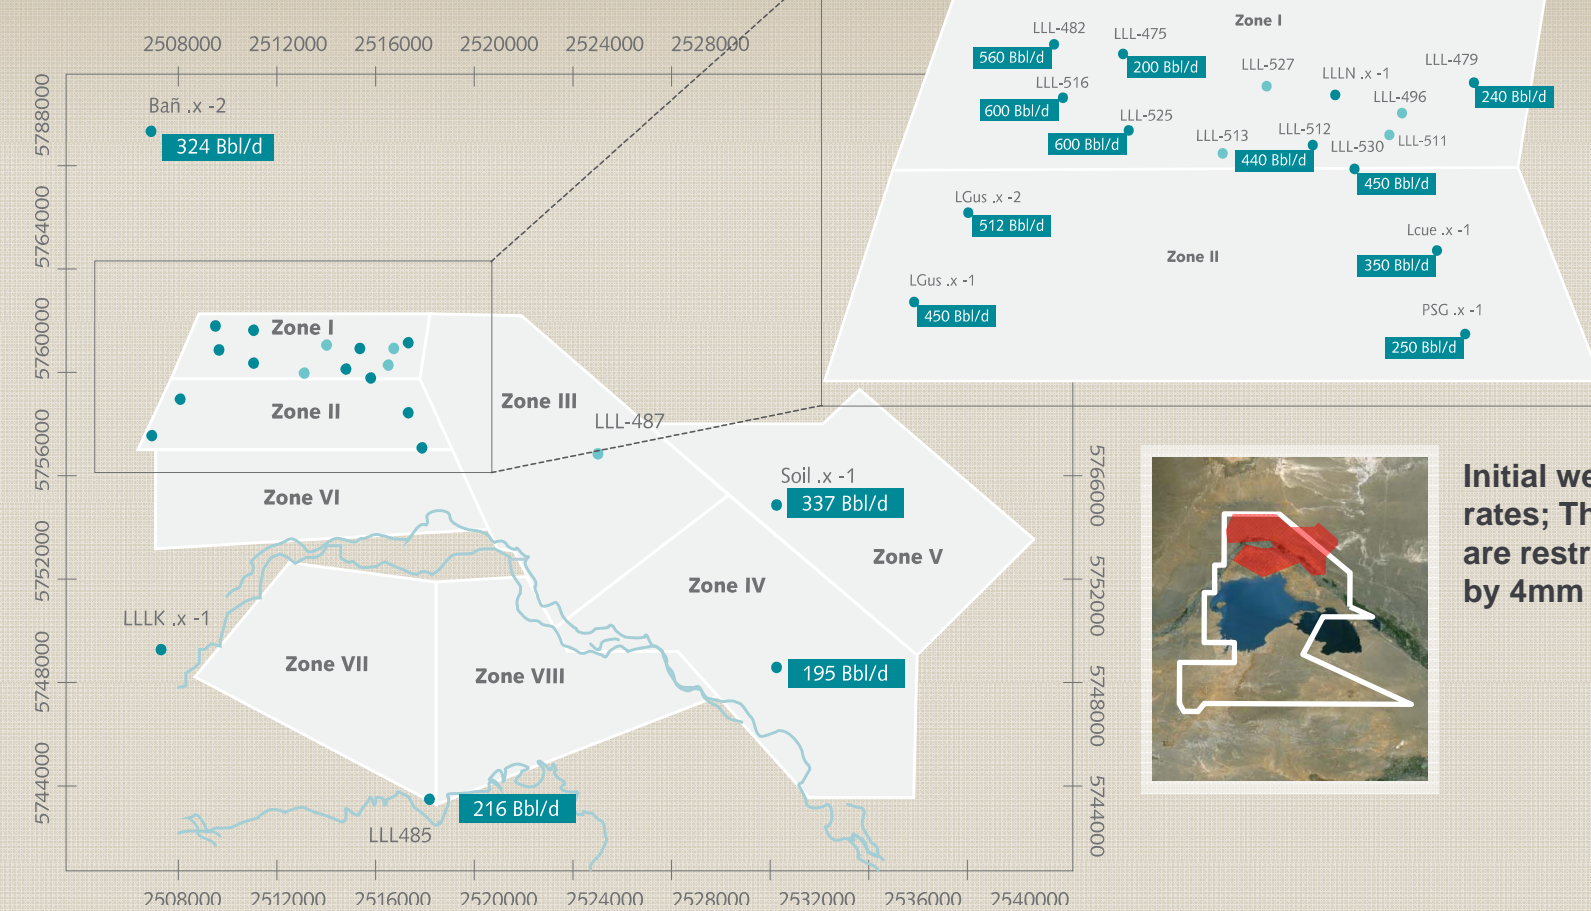 2508000 2512000 2516000 2520000 2524000 2528000
5788000
5764000
5760000
5756000
5752000
5748000
5744000
Bañ .x -2
324 Bbl/d
Zone I
Zone II
Zone III
LLL-487
Zone VI
Soil .x -1
337 Bbl/d
Zone V
Zone IV
LLLK .x -1
Zone VII
Zone VIII
195 Bbl/d
216 Bbl/d
LLL485
2508000 2512000 2516000 2520000 2524000 2528000 2532000 2536000 2540000
5766000
5752000
5748000
5744000
Zone I
LLL-482
560 Bbl/d
LLL-475
200 Bbl/d
LLL-516
600 Bbl/d
LLL-525
600 Bbl/d
LLL-527
LLLN .x -1
LLL-479
240 Bbl/d
LLL-496
LLL-513
LLL-512
440 Bbl/d
LLL-511
LLL-530
450 Bbl/d
LGus .x -2
512 Bbl/d
Lcue .x -1
350 Bbl/d
Zone II
LGus .x -1
450 Bbl/d
PSG .x -1
250 Bbl/d
Initial we
rates; Th
are restr
by 4mm